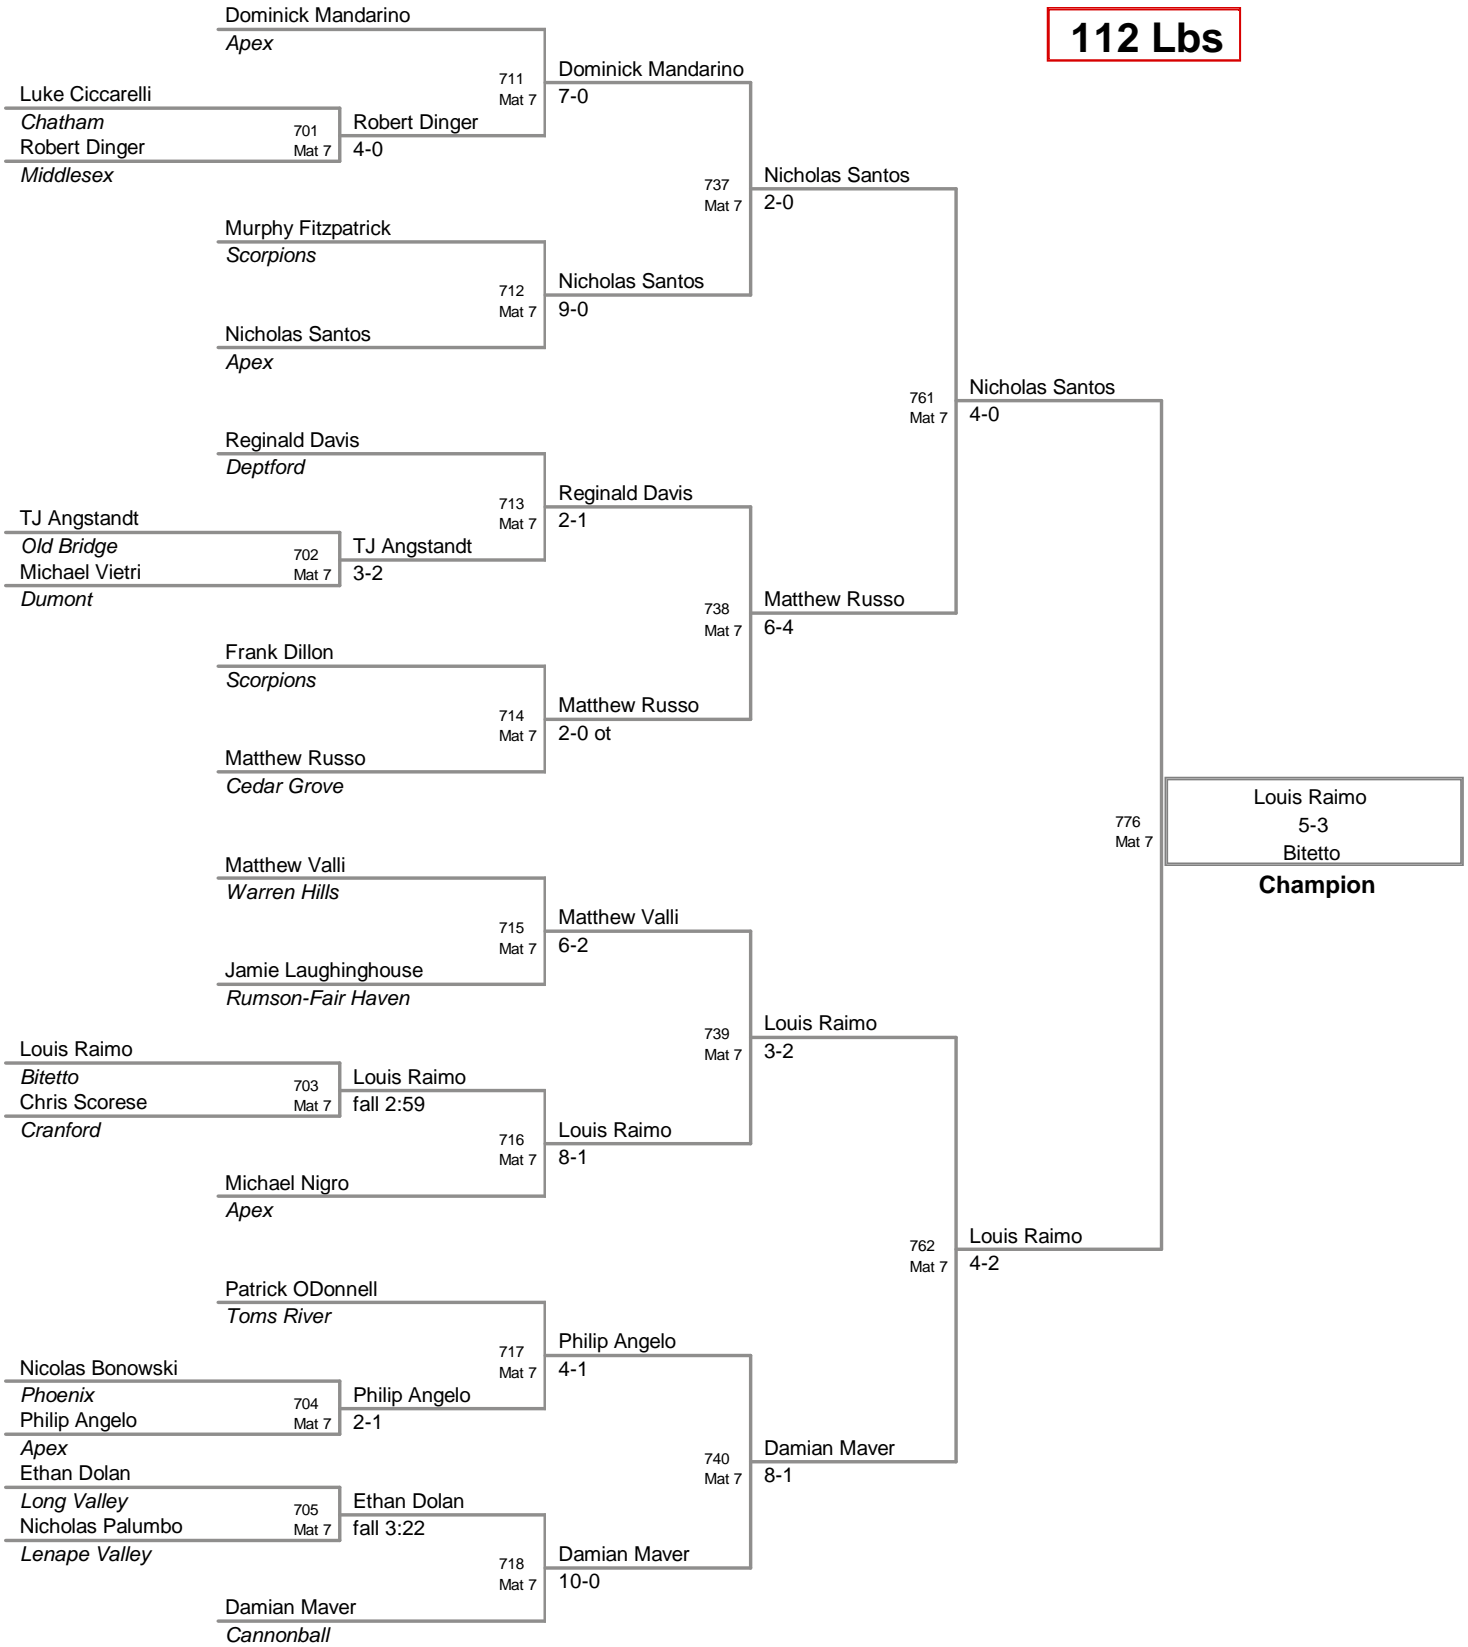 112 Lbs
Dominick Mandarino
Apex
Luke Ciccarelli
Chatham
Robert Dinger
Middlesex
701
Mat 7
Robert Dinger
4-0
711
Mat 7
Dominick Mandarino
7-0
Murphy Fitzpatrick
Scorpions
Nicholas Santos
Apex
712
Mat 7
Nicholas Santos
9-0
737
Mat 7
Nicholas Santos
2-0
Reginald Davis
Deptford
TJ Angstandt
Old Bridge
Michael Vietri
Dumont
702
Mat 7
TJ Angstandt
3-2
713
Mat 7
Reginald Davis
2-1
Frank Dillon
Scorpions
Matthew Russo
Cedar Grove
714
Mat 7
Matthew Russo
2-0 ot
738
Mat 7
Matthew Russo
6-4
761
Mat 7
Nicholas Santos
4-0
Matthew Valli
Warren Hills
Jamie Laughinghouse
Rumson-Fair Haven
715
Mat 7
Matthew Valli
6-2
Louis Raimo
Bitetto
Chris Scorese
Cranford
703
Mat 7
Louis Raimo
fall 2:59
Michael Nigro
Apex
716
Mat 7
Louis Raimo
8-1
739
Mat 7
Louis Raimo
3-2
Patrick ODonnell
Toms River
Nicolas Bonowski
Phoenix
Philip Angelo
Apex
704
Mat 7
Philip Angelo
2-1
717
Mat 7
Philip Angelo
4-1
Ethan Dolan
Long Valley
Nicholas Palumbo
Lenape Valley
705
Mat 7
Ethan Dolan
fall 3:22
Damian Maver
Cannonball
718
Mat 7
Damian Maver
10-0
740
Mat 7
Damian Maver
8-1
762
Mat 7
Louis Raimo
4-2
776
Mat 7
Louis Raimo
5-3
Bitetto
Champion